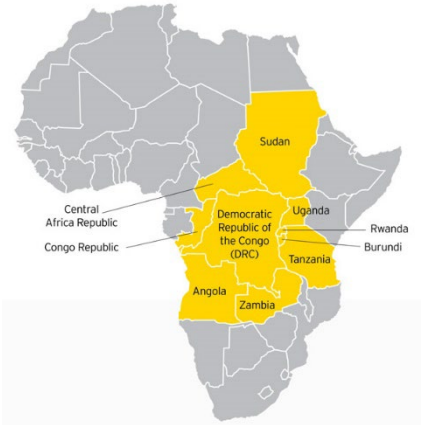 Sudan
Central
Africa Republic
Congo Republic
Democratic
Republic of
the Congo
(DRC)
Uganda
Rwanda
Burundi
Tanzania
Angola
Zambia